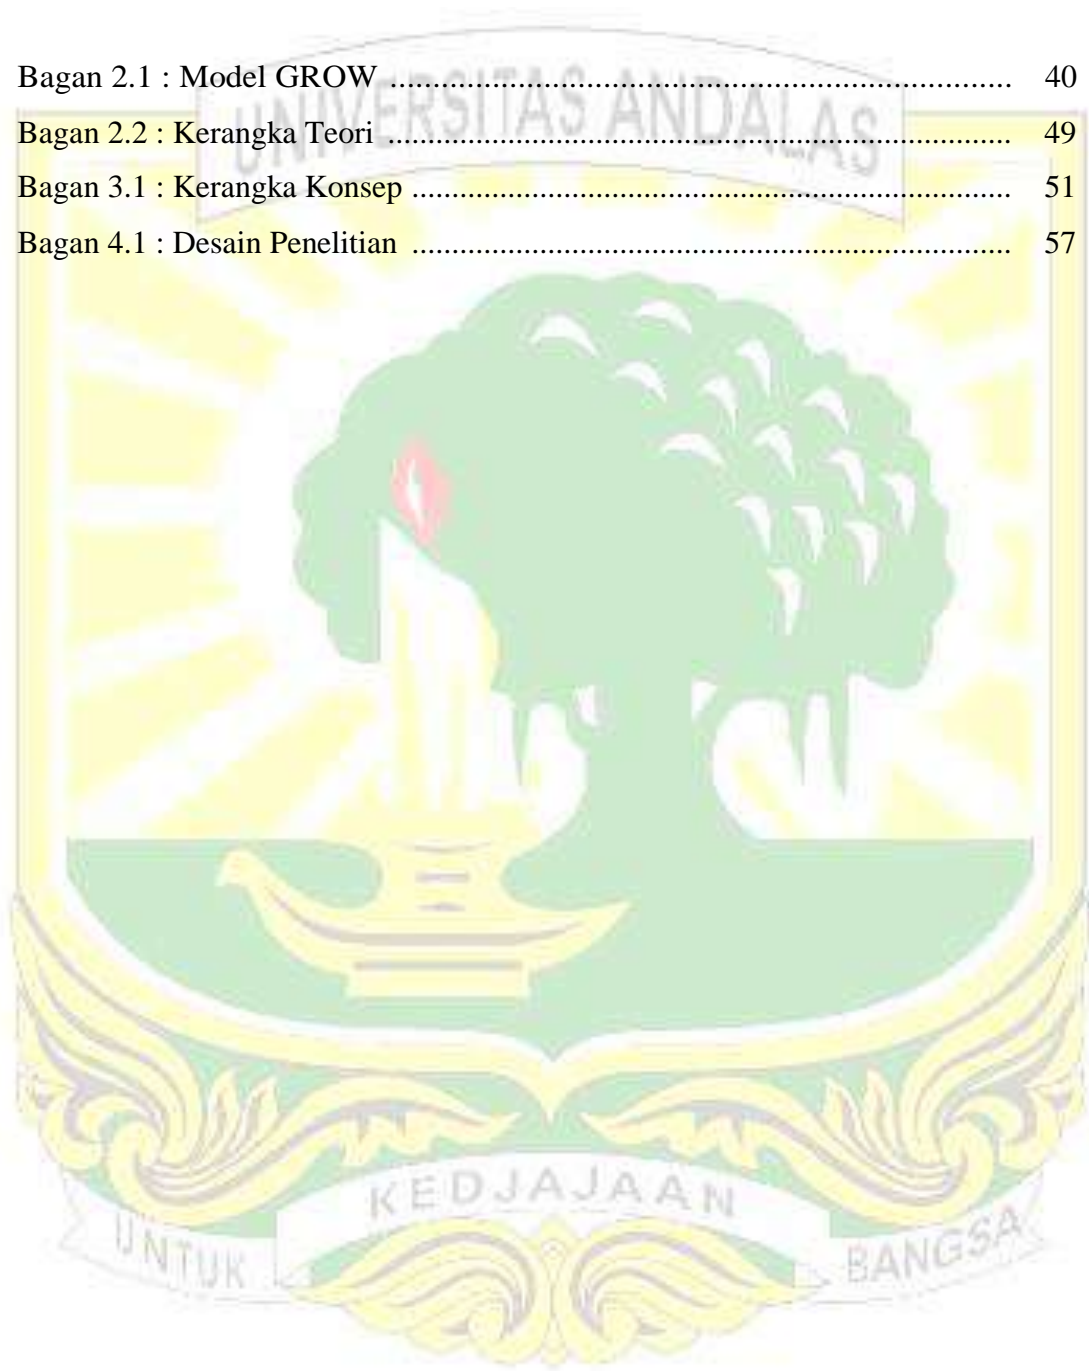 Bagan 2.1 : Model GROW ............................................................................ 40
UNIVERSITAS ANDALAS
Bagan 2.2 : Kerangka Teori ............................................................................ 49
Bagan 3.1 : Kerangka Konsep ......................................................................... 51
Bagan 4.1 : Desain Penelitian ......................................................................... 57
UNTUK KEDJAJAAN BANGSA